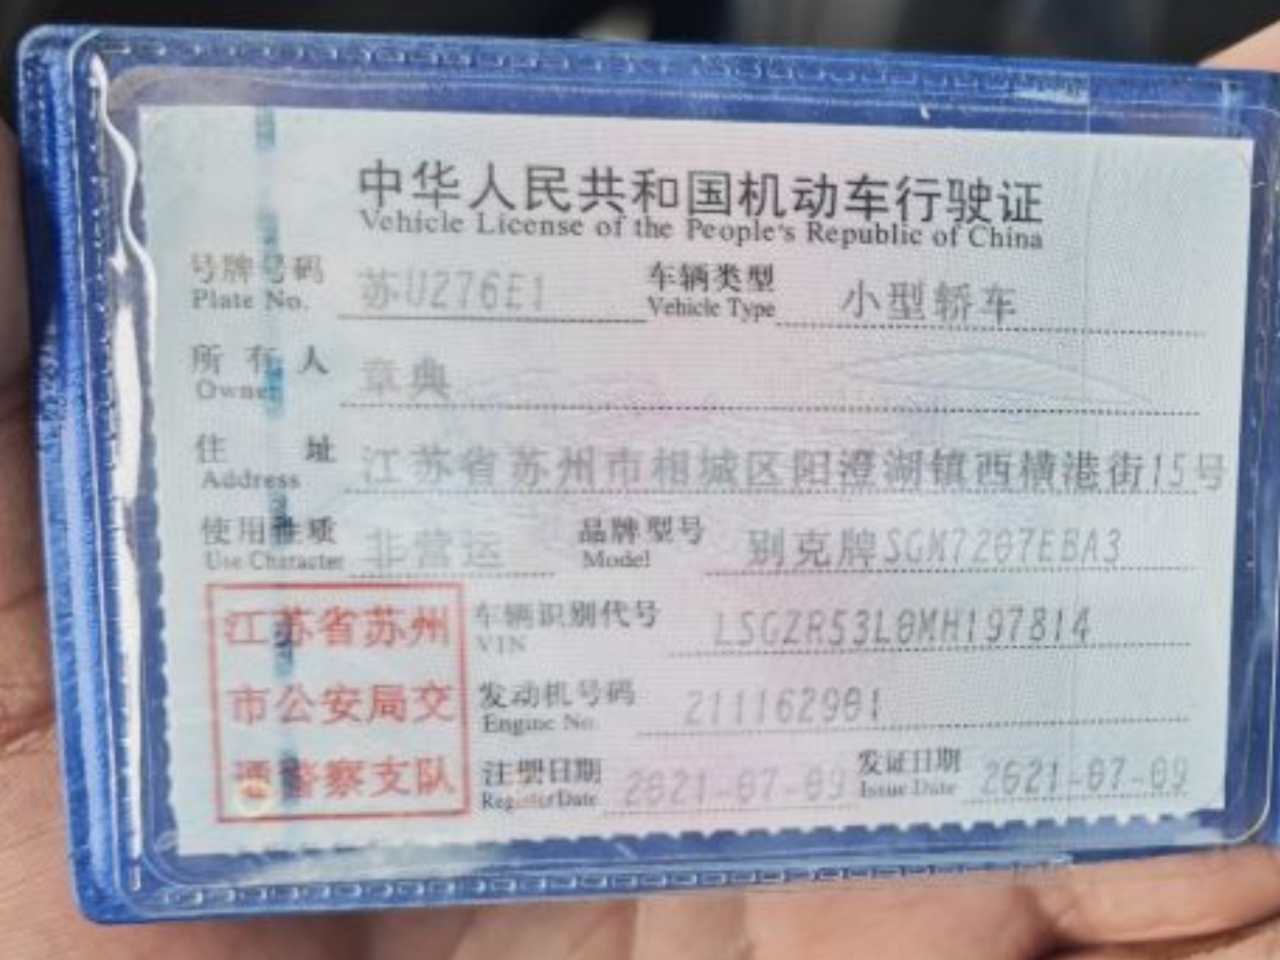 中华人民共和国机动车行驶证
Vehicle License of the People's Republic of China
号牌号码 苏U276E1 车辆类型 小型轿车
Plate No. Vehicle Type
所有人 章典
Owner
住址 江苏省苏州市相城区阳澄湖镇西横港街15号
Address
使用性质 非营运 品牌型号 别克牌SGM7207EBA3
Use Character Model
江苏省苏州 车辆识别代号 LSGZR53L0MH197814
VIN
市公安局交 发动机号码 211162901
Engine No.
通警察支队 注册日期 2021-07-09 发证日期 2021-07-09
Register Date Issue Date